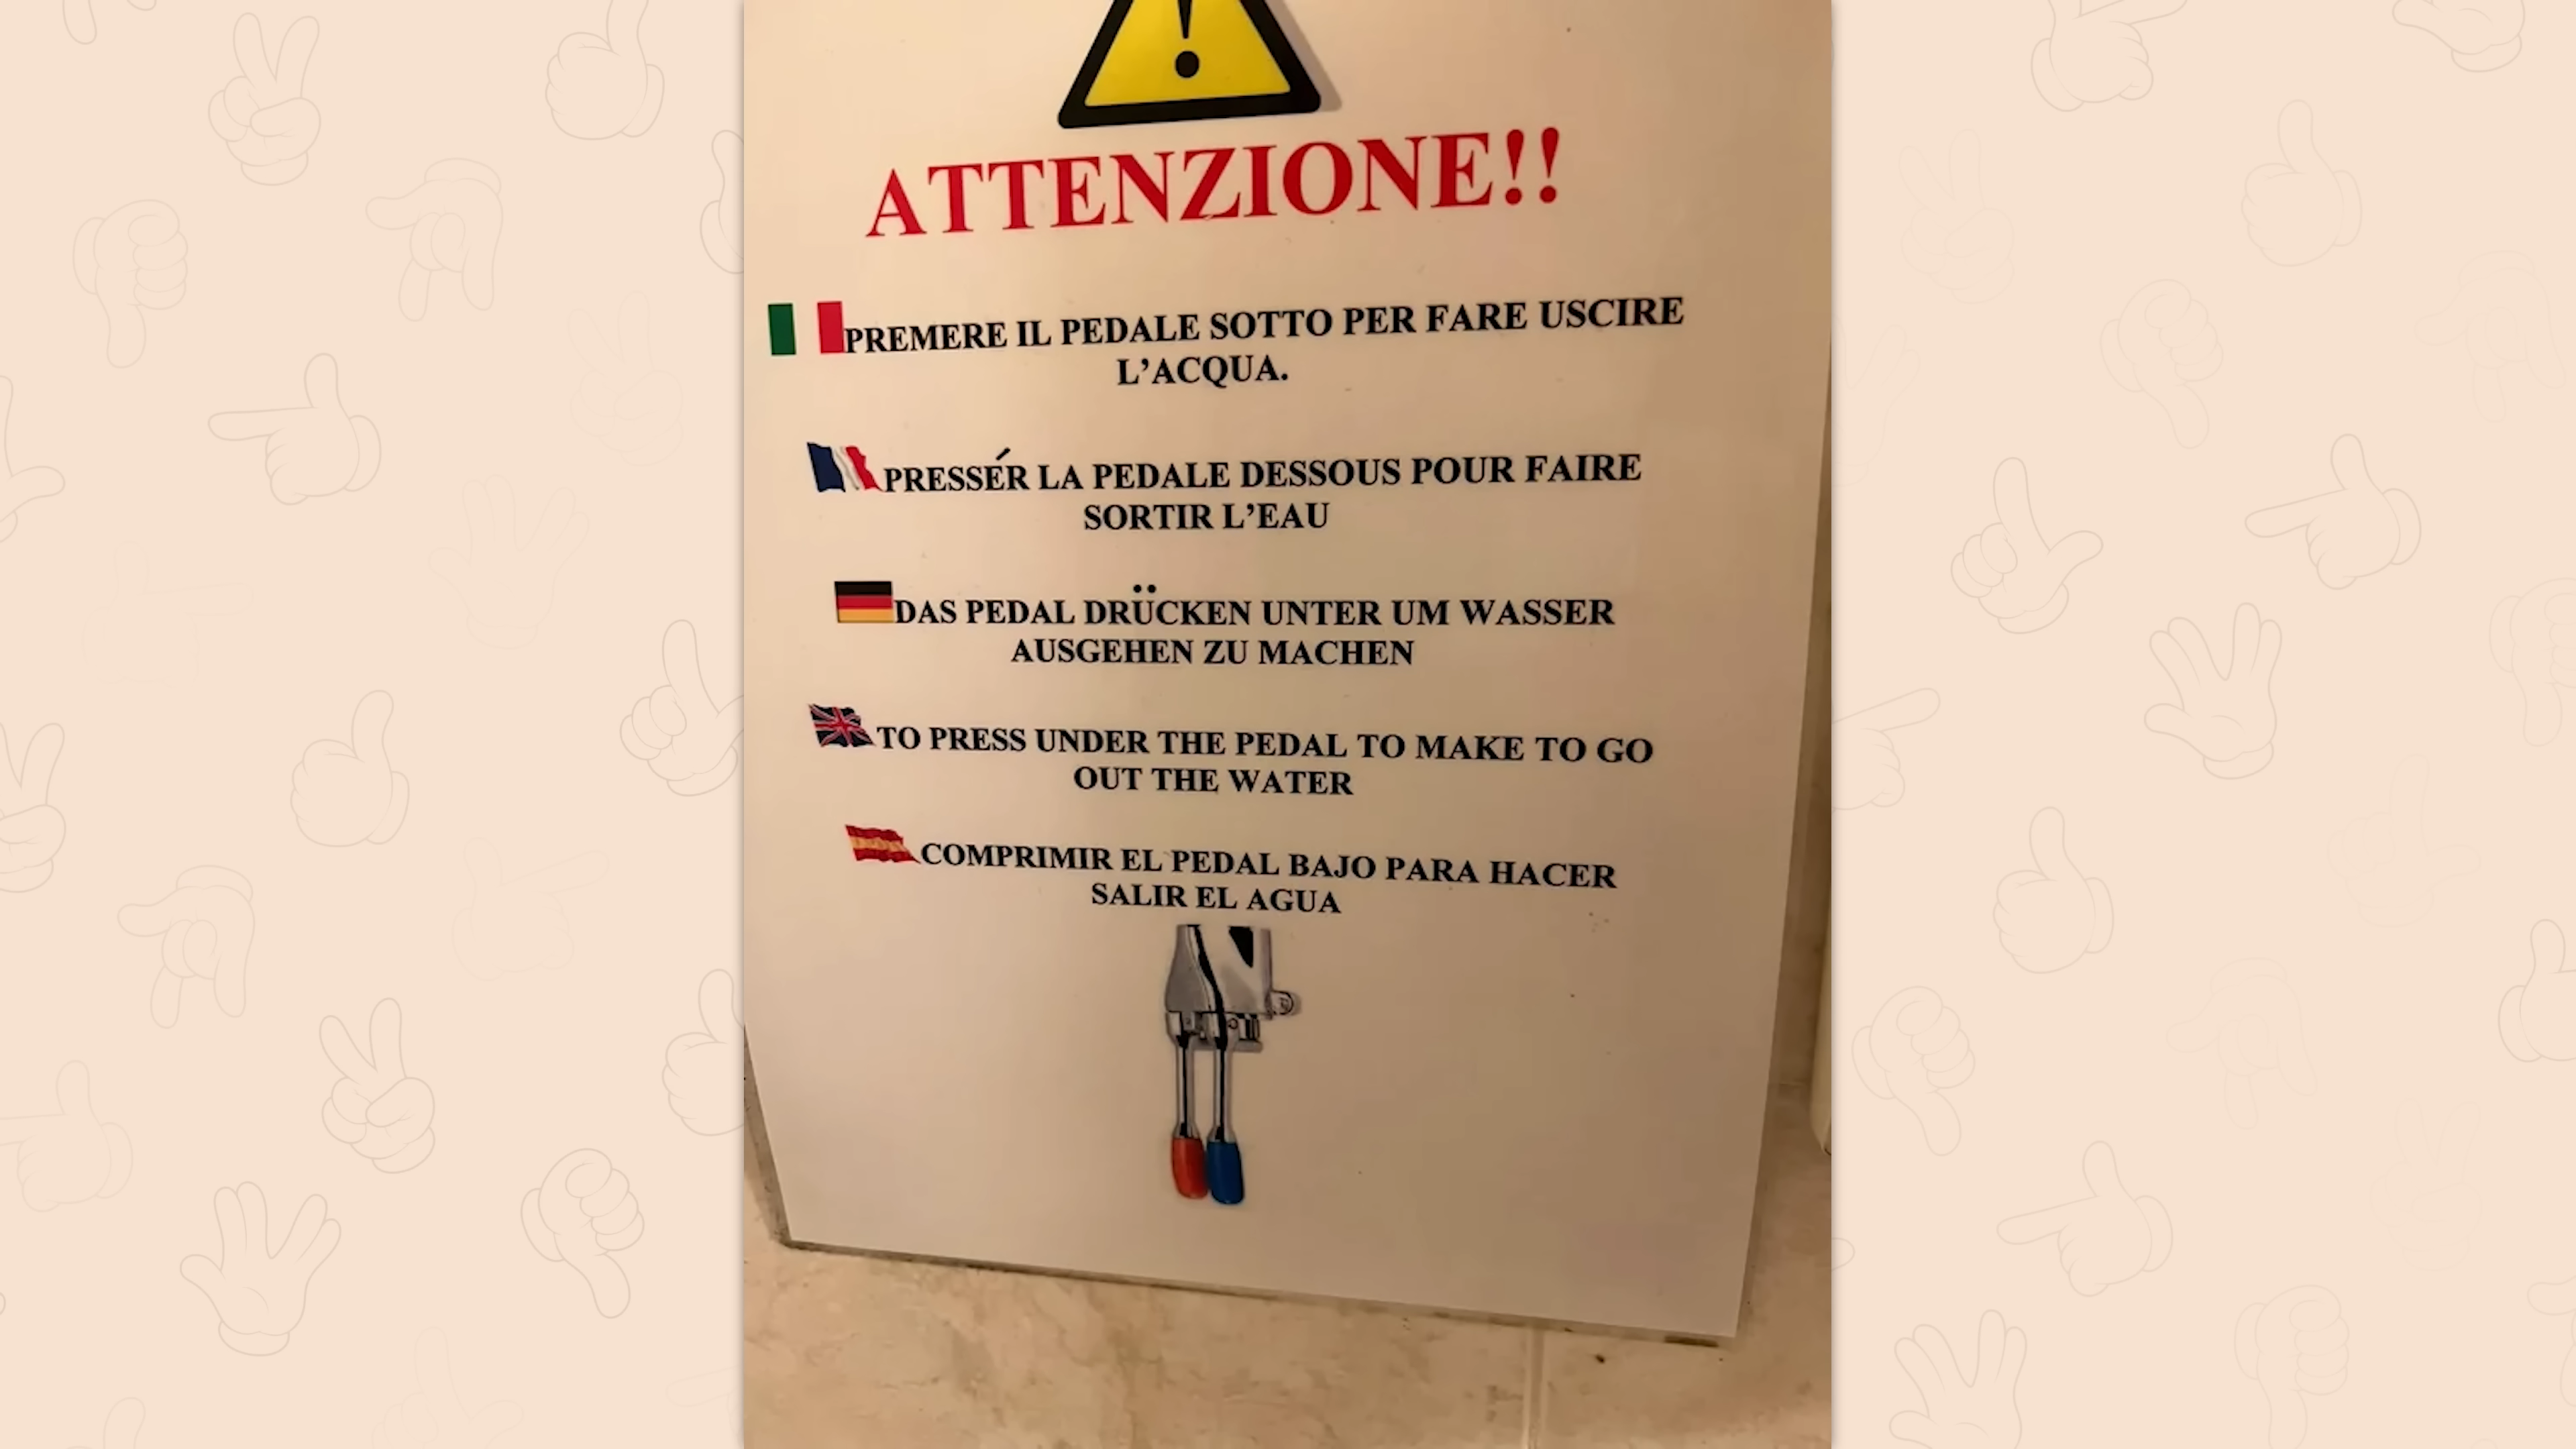 ATTENZIONE!!
PREMERE IL PEDALE SOTTO PER FARE USCIRE
L'ACQUA.
PRESSÉR LA PEDALE DESSOUS POUR FAIRE
SORTIR L'EAU
DAS PEDAL DRÜCKEN UNTER UM WASSER
AUSGEHEN ZU MACHEN
TO PRESS UNDER THE PEDAL TO MAKE TO GO
OUT THE WATER
COMPRIMIR EL PEDAL BAJO PARA HACER
SALIR EL AGUA